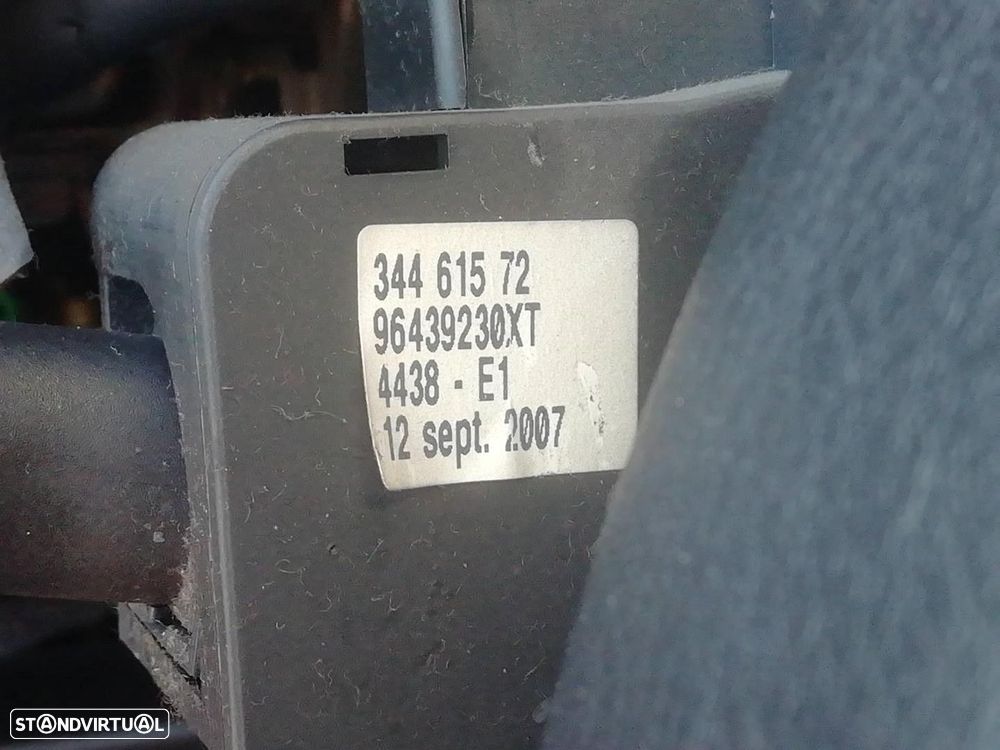 344 615 72
96439230XT
4438 - E1
12 sept. 2007
STANDVIRTUAL